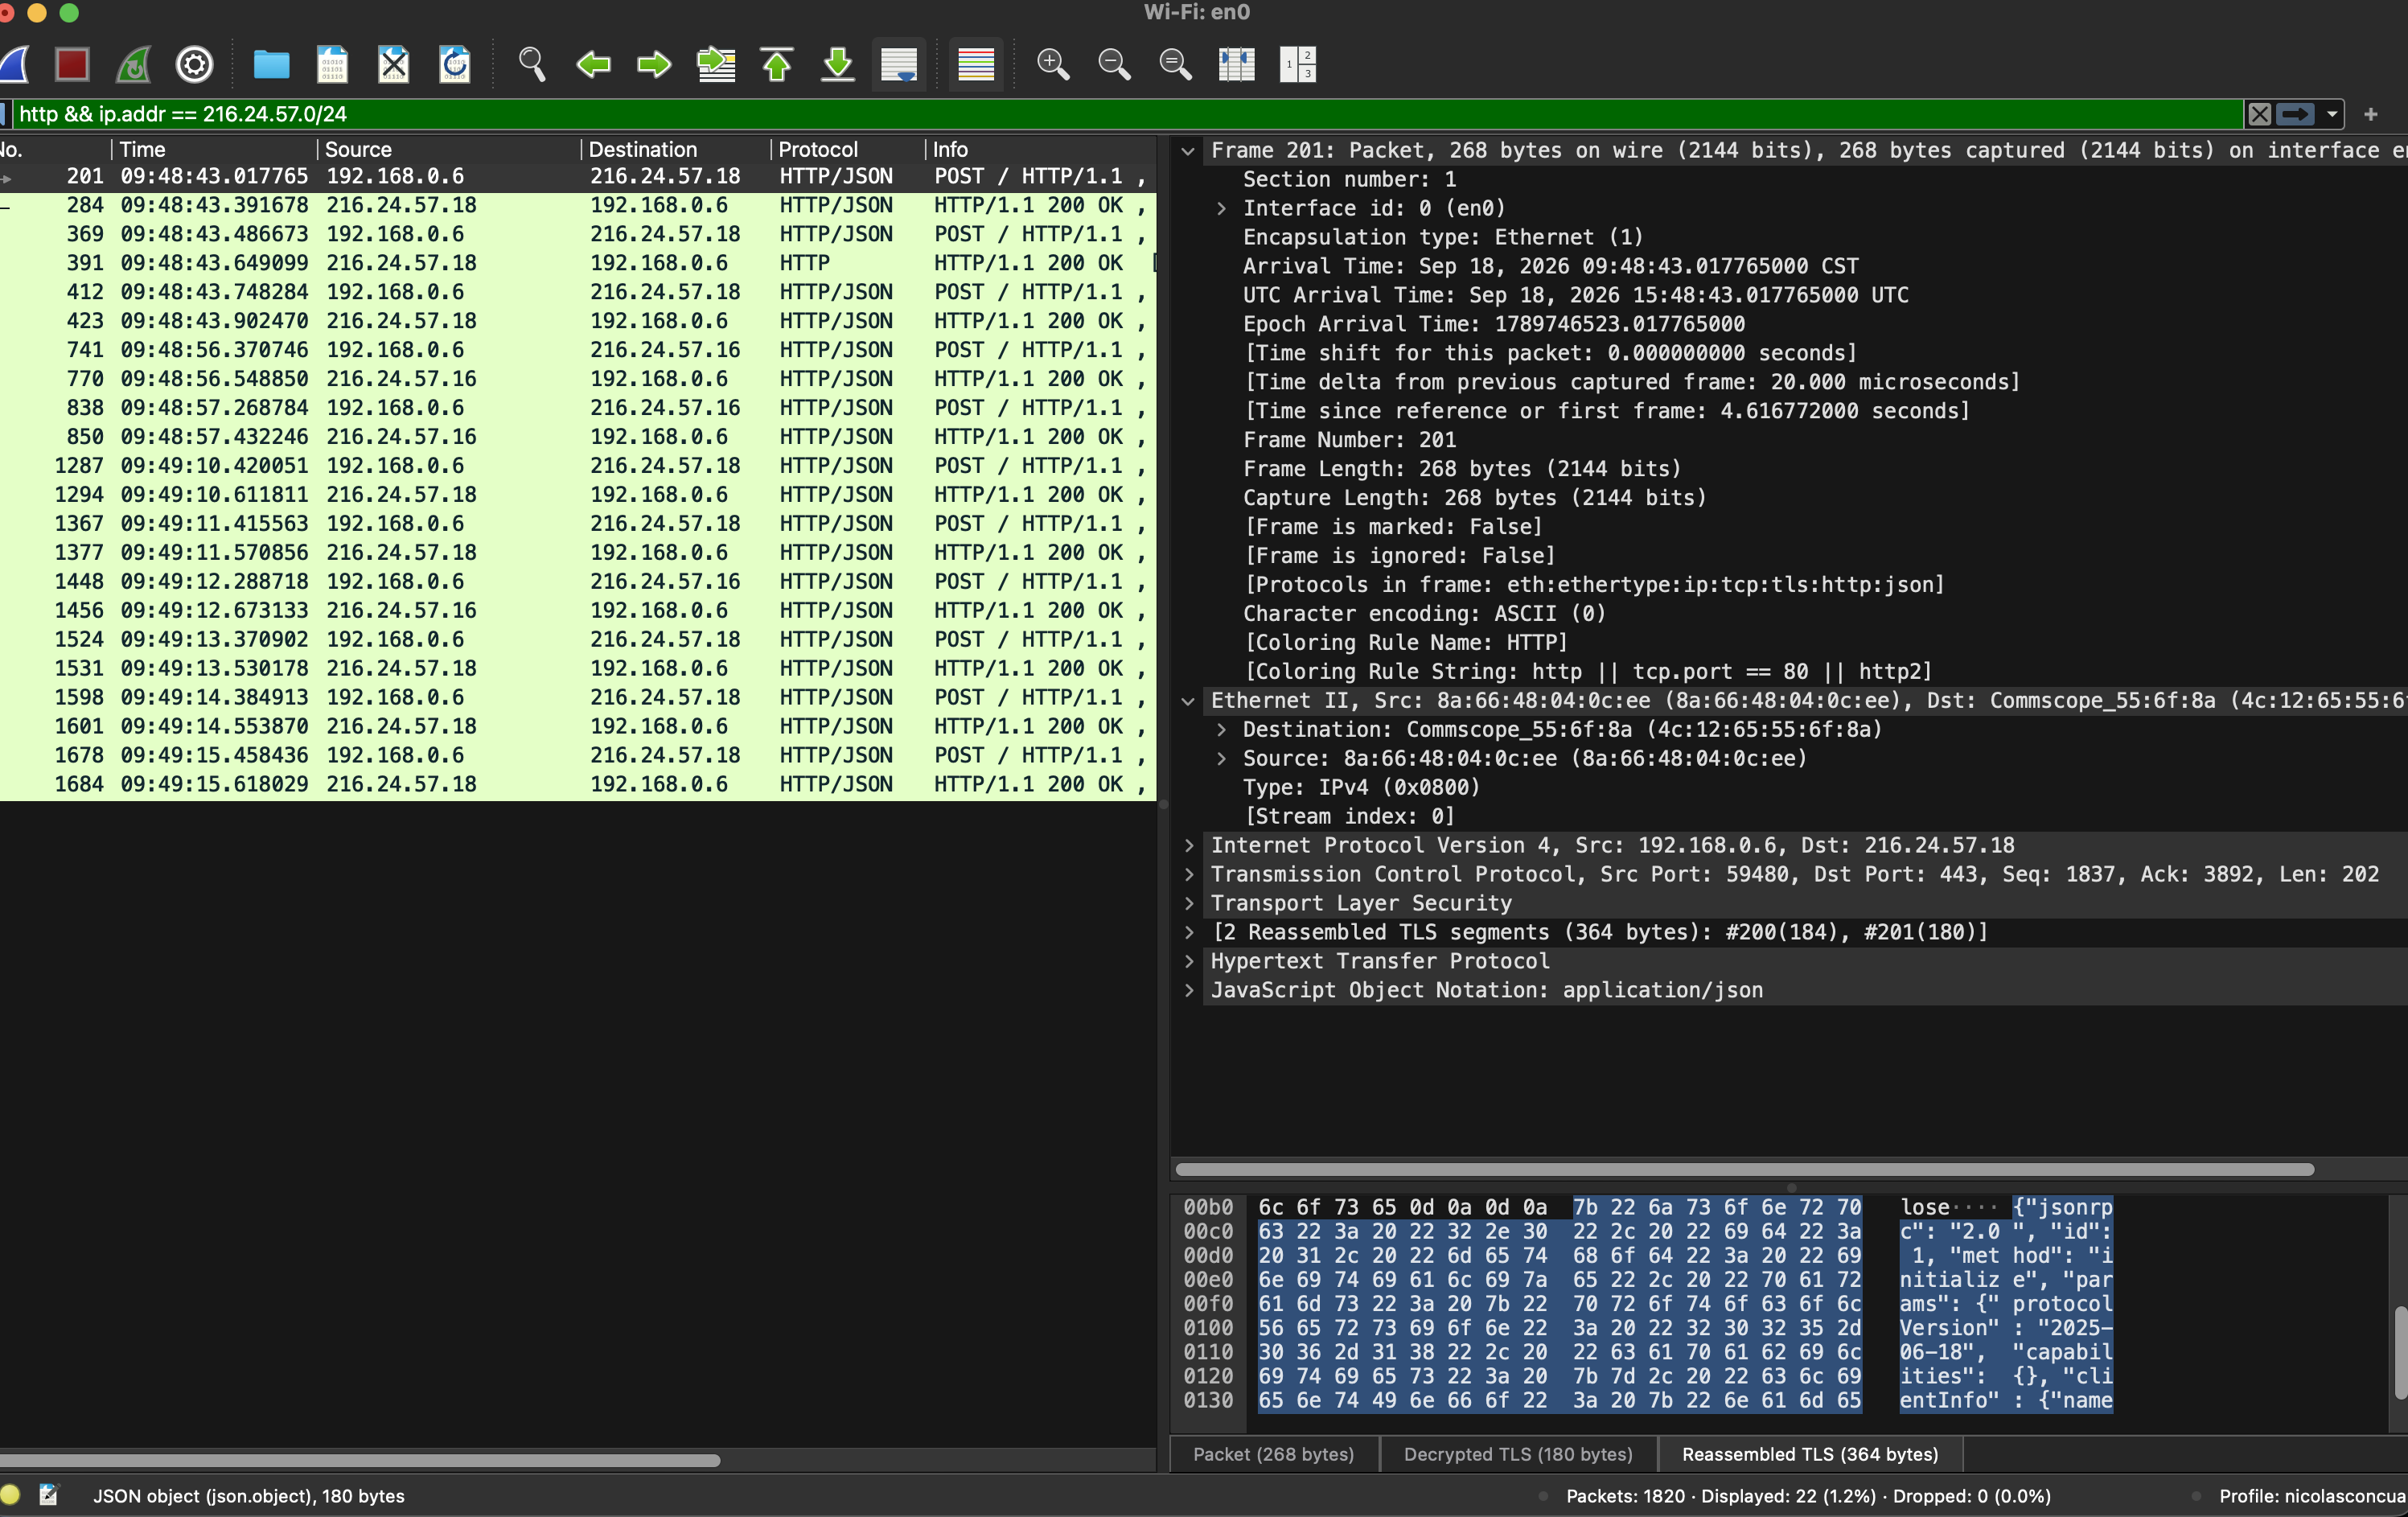 Wi-Fi: en0
http && ip.addr == 216.24.57.0/24
No. Time Source Destination Protocol Info
201 09:48:43.017765 192.168.0.6 216.24.57.18 HTTP/JSON POST / HTTP/1.1 ,
284 09:48:43.391678 216.24.57.18 192.168.0.6 HTTP/JSON HTTP/1.1 200 OK ,
369 09:48:43.486673 192.168.0.6 216.24.57.18 HTTP/JSON POST / HTTP/1.1 ,
391 09:48:43.649099 216.24.57.18 192.168.0.6 HTTP HTTP/1.1 200 OK [
412 09:48:43.748284 192.168.0.6 216.24.57.18 HTTP/JSON POST / HTTP/1.1 ,
423 09:48:43.902470 216.24.57.18 192.168.0.6 HTTP/JSON HTTP/1.1 200 OK ,
741 09:48:56.370746 192.168.0.6 216.24.57.16 HTTP/JSON POST / HTTP/1.1 ,
770 09:48:56.548850 216.24.57.16 192.168.0.6 HTTP/JSON HTTP/1.1 200 OK ,
838 09:48:57.268784 192.168.0.6 216.24.57.16 HTTP/JSON POST / HTTP/1.1 ,
850 09:48:57.432246 216.24.57.16 192.168.0.6 HTTP/JSON HTTP/1.1 200 OK ,
1287 09:49:10.420051 192.168.0.6 216.24.57.18 HTTP/JSON POST / HTTP/1.1 ,
1294 09:49:10.611811 216.24.57.18 192.168.0.6 HTTP/JSON HTTP/1.1 200 OK ,
1367 09:49:11.415563 192.168.0.6 216.24.57.18 HTTP/JSON POST / HTTP/1.1 ,
1377 09:49:11.570856 216.24.57.18 192.168.0.6 HTTP/JSON HTTP/1.1 200 OK ,
1448 09:49:12.288718 192.168.0.6 216.24.57.16 HTTP/JSON POST / HTTP/1.1 ,
1456 09:49:12.673133 216.24.57.16 192.168.0.6 HTTP/JSON HTTP/1.1 200 OK ,
1524 09:49:13.370902 192.168.0.6 216.24.57.18 HTTP/JSON POST / HTTP/1.1 ,
1531 09:49:13.530178 216.24.57.18 192.168.0.6 HTTP/JSON HTTP/1.1 200 OK ,
1598 09:49:14.384913 192.168.0.6 216.24.57.18 HTTP/JSON POST / HTTP/1.1 ,
1601 09:49:14.553870 216.24.57.18 192.168.0.6 HTTP/JSON HTTP/1.1 200 OK ,
1678 09:49:15.458436 192.168.0.6 216.24.57.18 HTTP/JSON POST / HTTP/1.1 ,
1684 09:49:15.618029 216.24.57.18 192.168.0.6 HTTP/JSON HTTP/1.1 200 OK ,
Frame 201: Packet, 268 bytes on wire (2144 bits), 268 bytes captured (2144 bits) on interface e
Section number: 1
Interface id: 0 (en0)
Encapsulation type: Ethernet (1)
Arrival Time: Sep 18, 2026 09:48:43.017765000 CST
UTC Arrival Time: Sep 18, 2026 15:48:43.017765000 UTC
Epoch Arrival Time: 1789746523.017765000
[Time shift for this packet: 0.000000000 seconds]
[Time delta from previous captured frame: 20.000 microseconds]
[Time since reference or first frame: 4.616772000 seconds]
Frame Number: 201
Frame Length: 268 bytes (2144 bits)
Capture Length: 268 bytes (2144 bits)
[Frame is marked: False]
[Frame is ignored: False]
[Protocols in frame: eth:ethertype:ip:tcp:tls:http:json]
Character encoding: ASCII (0)
[Coloring Rule Name: HTTP]
[Coloring Rule String: http || tcp.port == 80 || http2]
Ethernet II, Src: 8a:66:48:04:0c:ee (8a:66:48:04:0c:ee), Dst: Commscope_55:6f:8a (4c:12:65:55:6
Destination: Commscope_55:6f:8a (4c:12:65:55:6f:8a)
Source: 8a:66:48:04:0c:ee (8a:66:48:04:0c:ee)
Type: IPv4 (0x0800)
[Stream index: 0]
Internet Protocol Version 4, Src: 192.168.0.6, Dst: 216.24.57.18
Transmission Control Protocol, Src Port: 59480, Dst Port: 443, Seq: 1837, Ack: 3892, Len: 202
Transport Layer Security
[2 Reassembled TLS segments (364 bytes): #200(184), #201(180)]
Hypertext Transfer Protocol
JavaScript Object Notation: application/json
00b0 6c 6f 73 65 0d 0a 0d 0a 7b 22 6a 73 6f 6e 72 70 lose···· {"jsonrp
00c0 63 22 3a 20 22 32 2e 30 22 2c 20 22 69 64 22 3a c": "2.0 ", "id":
00d0 20 31 2c 20 22 6d 65 74 68 6f 64 22 3a 20 22 69 1, "met hod": "i
00e0 6e 69 74 69 61 6c 69 7a 65 22 2c 20 22 70 61 72 nitializ e", "par
00f0 61 6d 73 22 3a 20 7b 22 70 72 6f 74 6f 63 6f 6c ams": {" protocol
0100 56 65 72 73 69 6f 6e 22 3a 20 22 32 30 32 35 2d Version" : "2025-
0110 30 36 2d 31 38 22 2c 20 22 63 61 70 61 62 69 6c 06-18", "capabil
0120 69 74 69 65 73 22 3a 20 7b 7d 2c 20 22 63 6c 69 ities": {}, "cli
0130 65 6e 74 49 6e 66 6f 22 3a 20 7b 22 6e 61 6d 65 entInfo" : {"name
Packet (268 bytes) Decrypted TLS (180 bytes) Reassembled TLS (364 bytes)
JSON object (json.object), 180 bytes Packets: 1820 · Displayed: 22 (1.2%) · Dropped: 0 (0.0%) Profile: nicolasconcua